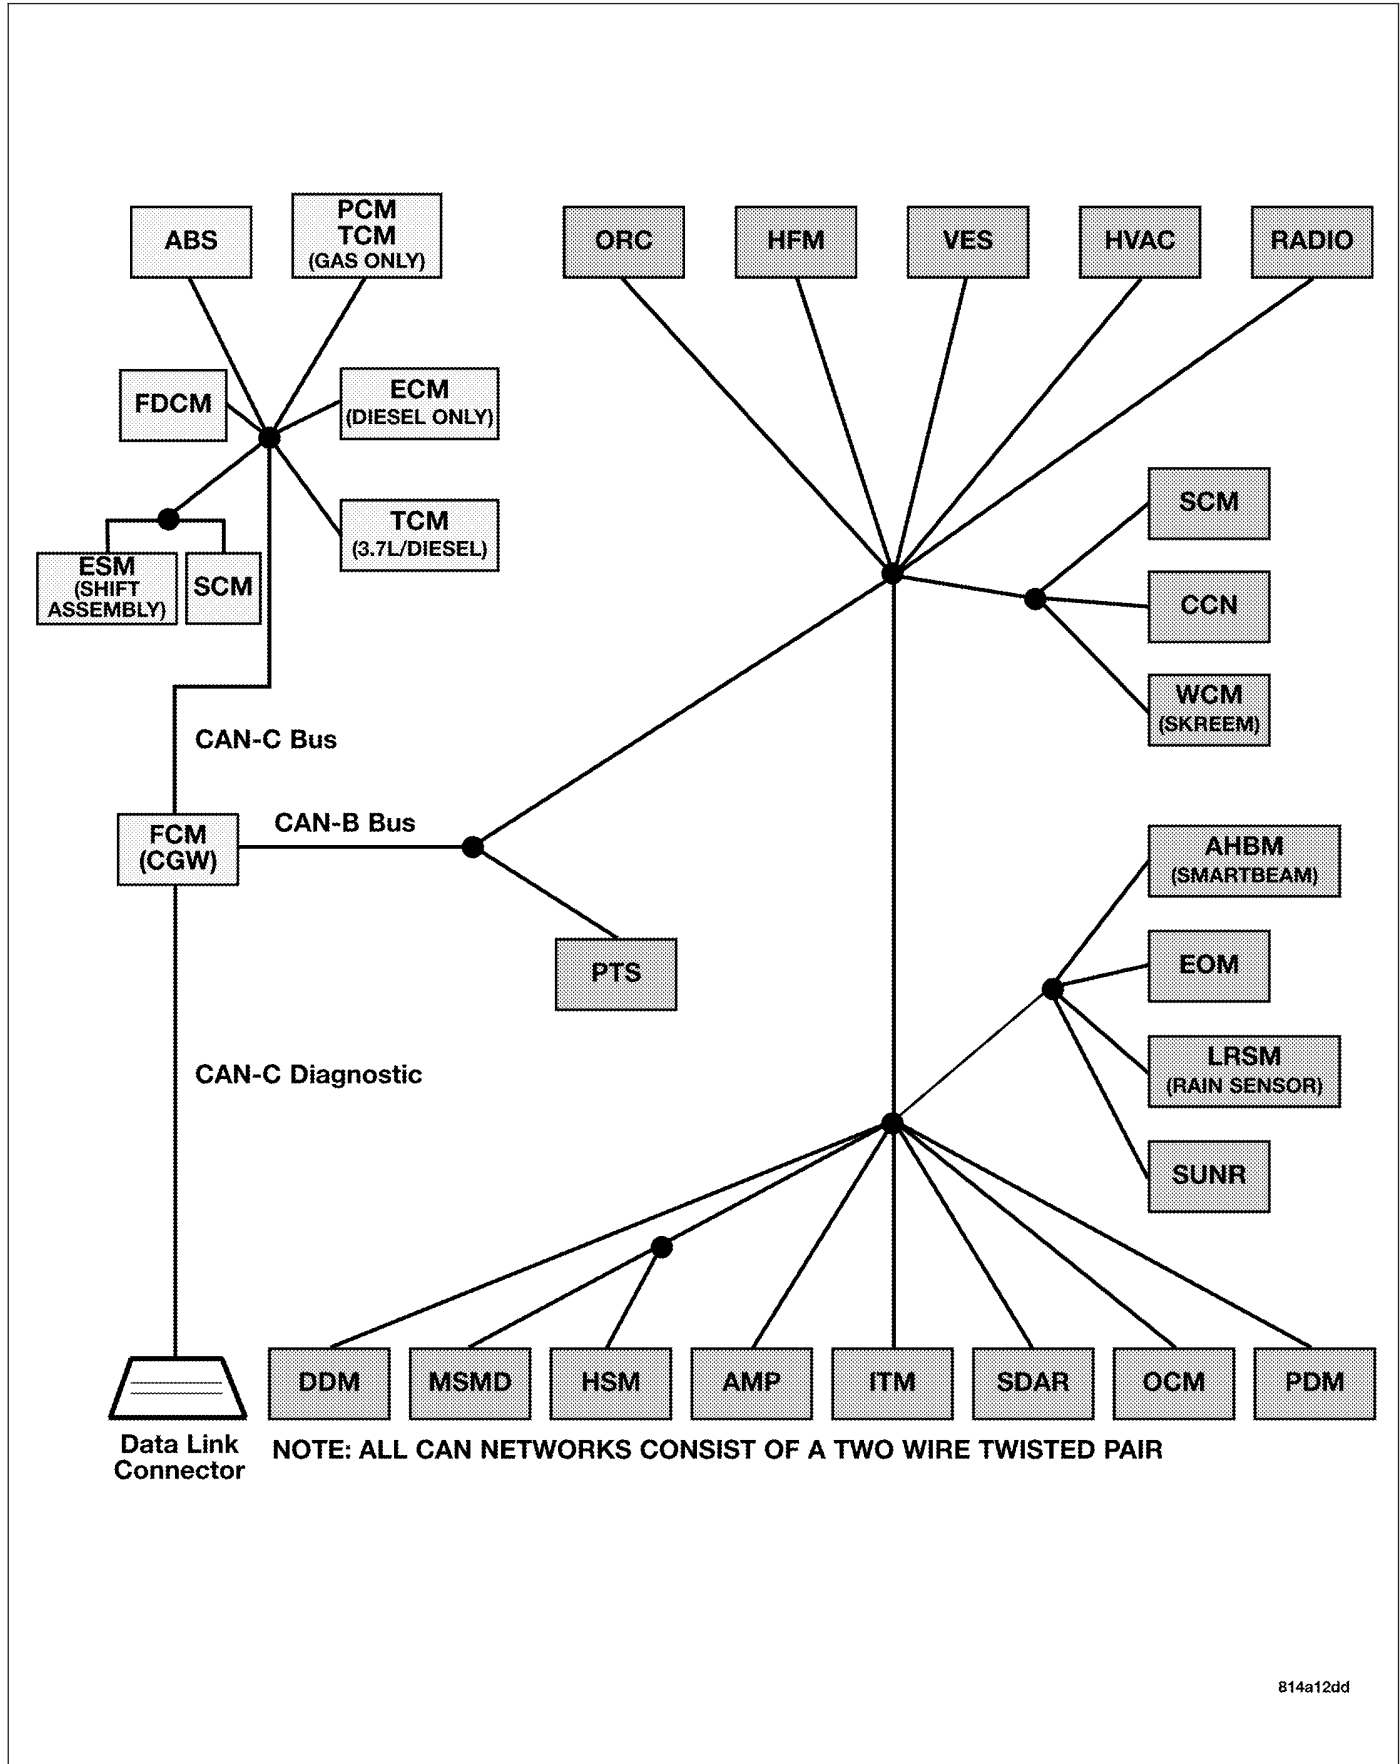 ABS
PCM
TCM
(GAS ONLY)
ORC
HFM
VES
HVAC
RADIO
FDCM
ECM
(DIESEL ONLY)
TCM
(3.7L/DIESEL)
ESM
(SHIFT
ASSEMBLY)
SCM
SCM
CCN
WCM
(SKREEM)
CAN-C Bus
FCM
(CGW)
CAN-B Bus
PTS
AHBM
(SMARTBEAM)
EOM
LRSM
(RAIN SENSOR)
SUNR
CAN-C Diagnostic
DDM
MSMD
HSM
AMP
ITM
SDAR
OCM
PDM
Data Link
Connector
NOTE: ALL CAN NETWORKS CONSIST OF A TWO WIRE TWISTED PAIR
814a12dd